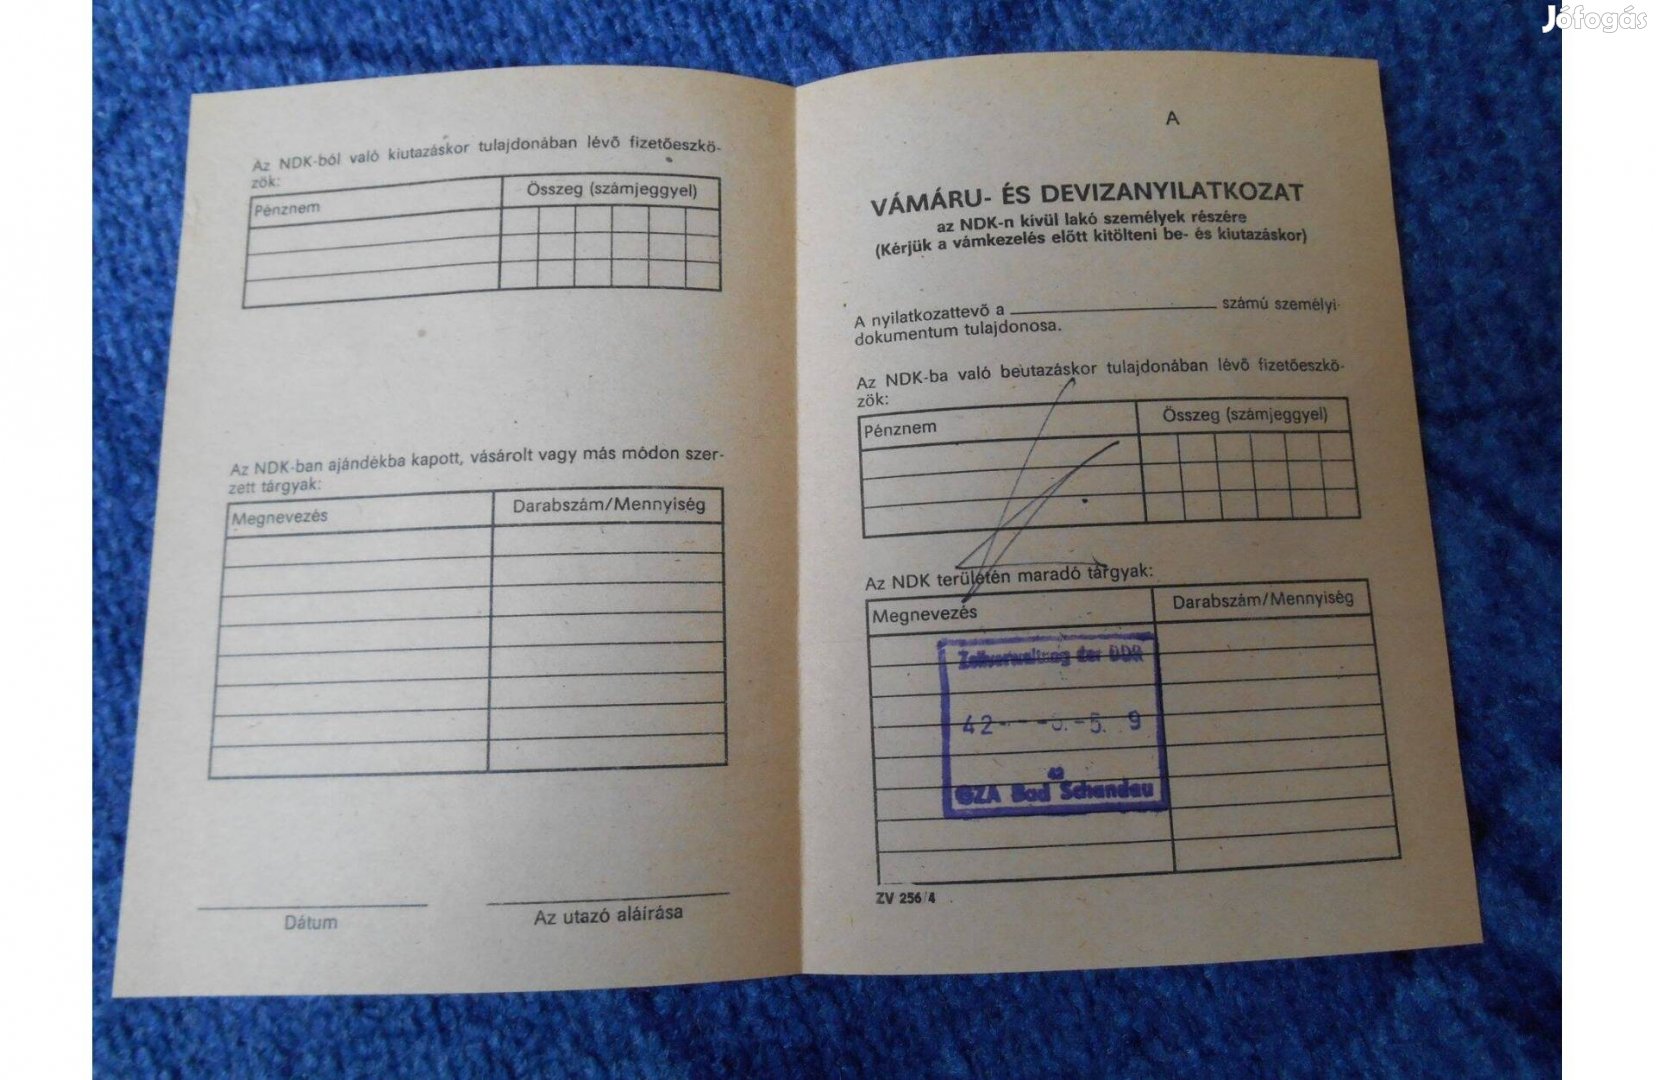 Jófogás
Az NDK-ból való kiutazáskor tulajdonában lévő fizetőeszkö-
zök:
Pénznem
Összeg (számjeggyel)
Az NDK-ban ajándékba kapott, vásárolt vagy más módon szer-
zett tárgyak:
Megnevezés
Darabszám/Mennyiség
Dátum
Az utazó aláírása
A
VÁMÁRU- ÉS DEVIZANYILATKOZAT
az NDK-n kívül lakó személyek részére
(Kérjük a vámkezelés előtt kitölteni be- és kiutazáskor)
A nyilatkozattevő a számú személyi
dokumentum tulajdonosa.
Az NDK-ba való beutazáskor tulajdonában lévő fizetőeszkö-
zök:
Pénznem
Összeg (számjeggyel)
Az NDK területén maradó tárgyak:
Megnevezés
Darabszám/Mennyiség
Zollverwaltung der DDR
42 5. 9
42
GZA Bad Schandau
ZV 256/4